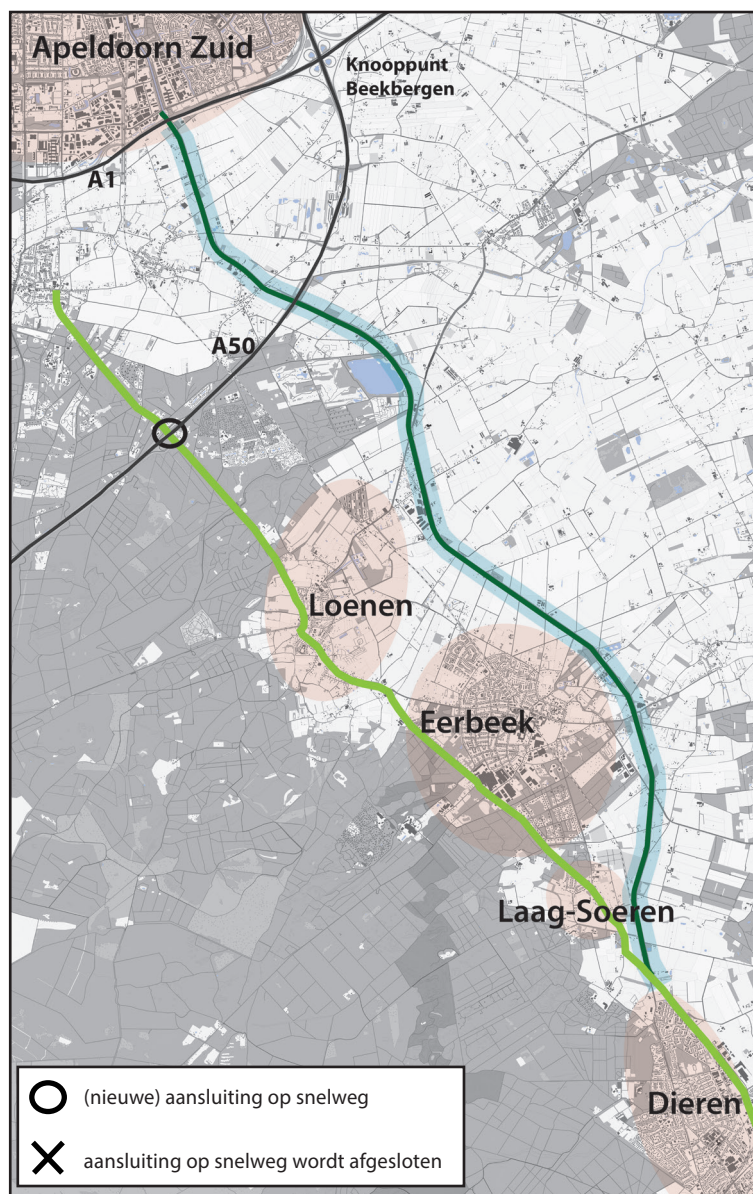 Apeldoorn Zuid
Knooppunt
Beekbergen
A1
A50
Loenen
Eerbeek
Laag-Soeren
Dieren
(nieuwe) aansluiting op snelweg
aansluiting op snelweg wordt afgesloten